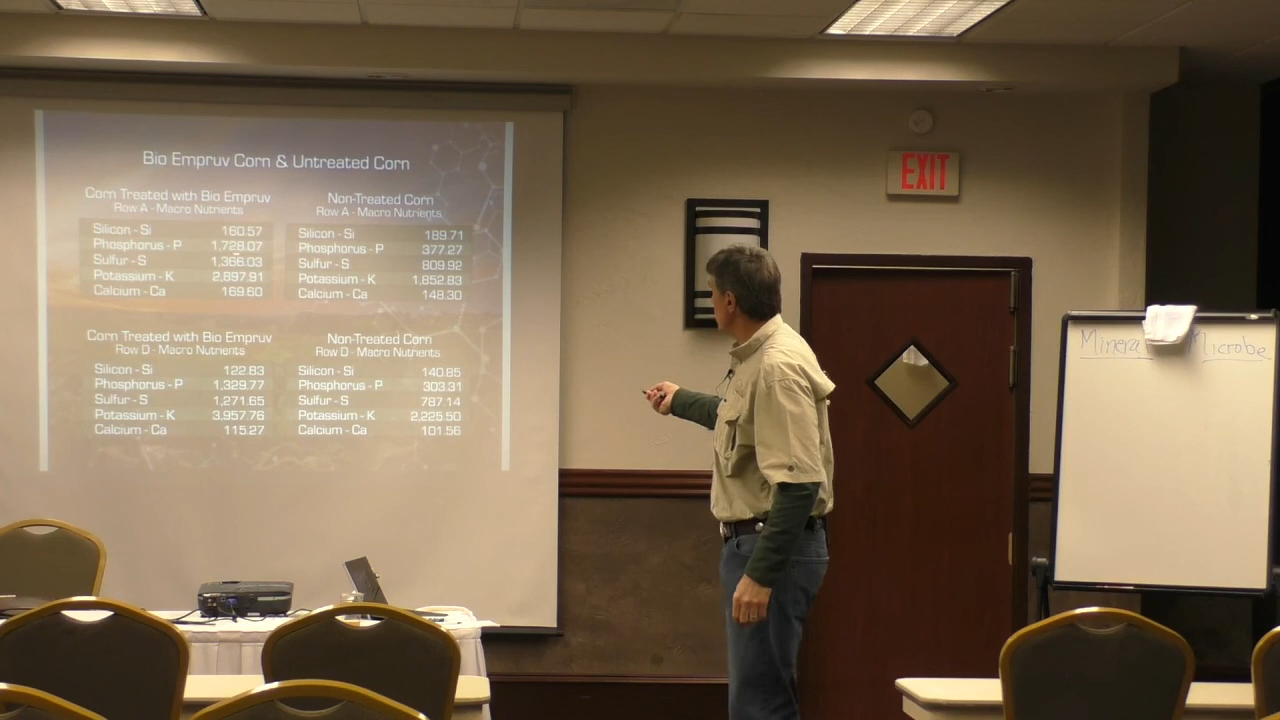 Bio Empruv Corn & Untreated Corn
Corn Treated with Bio Empruv
Row A - Macro Nutrients
Silicon - Si 160.57
Phosphorus - P 1,728.07
Sulfur - S 1,366.03
Potassium - K 2,897.91
Calcium - Ca 169.60
Non-Treated Corn
Row A - Macro Nutrients
Silicon - Si 189.71
Phosphorus - P 377.27
Sulfur - S 809.92
Potassium - K 1,852.83
Calcium - Ca 148.30
Corn Treated with Bio Empruv
Row D - Macro Nutrients
Silicon - Si 122.83
Phosphorus - P 1,329.77
Sulfur - S 1,271.65
Potassium - K 3,957.76
Calcium - Ca 115.27
Non-Treated Corn
Row D - Macro Nutrients
Silicon - Si 140.85
Phosphorus - P 303.31
Sulfur - S 787.14
Potassium - K 2,225.50
Calcium - Ca 101.56
EXIT
Minera Microbe